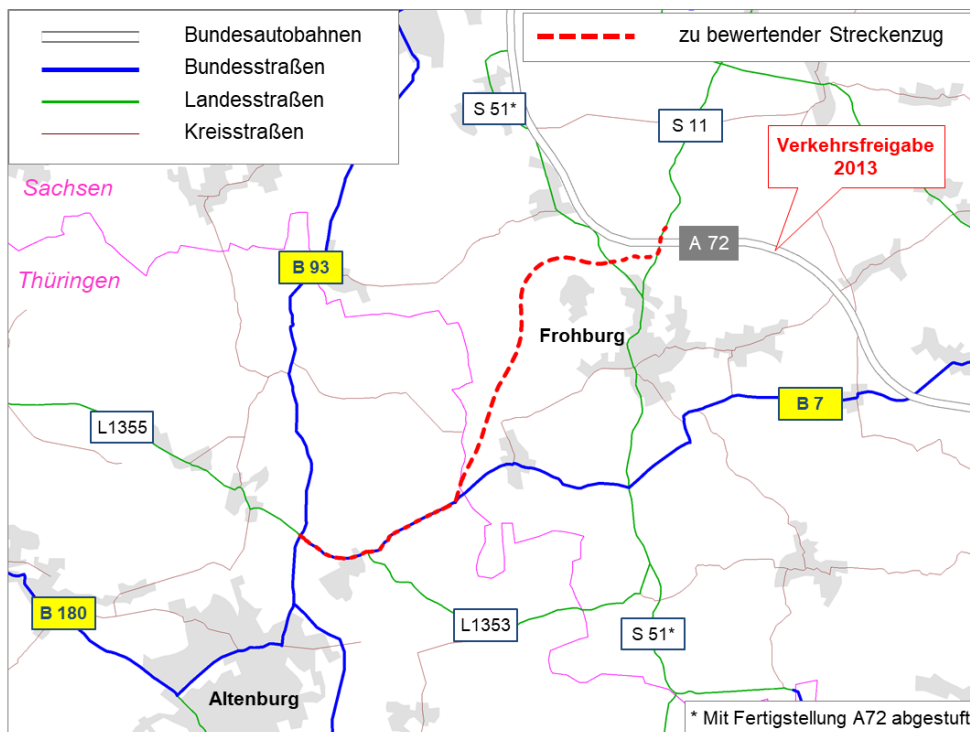 Bundesautobahnen
Bundesstraßen
Landesstraßen
Kreisstraßen
zu bewertender Streckenzug
S 51*
S 11
Verkehrsfreigabe
2013
Sachsen
A 72
B 93
Thüringen
Frohburg
B 7
L1355
B 180
L1353
S 51*
Altenburg
* Mit Fertigstellung A72 abgestuft